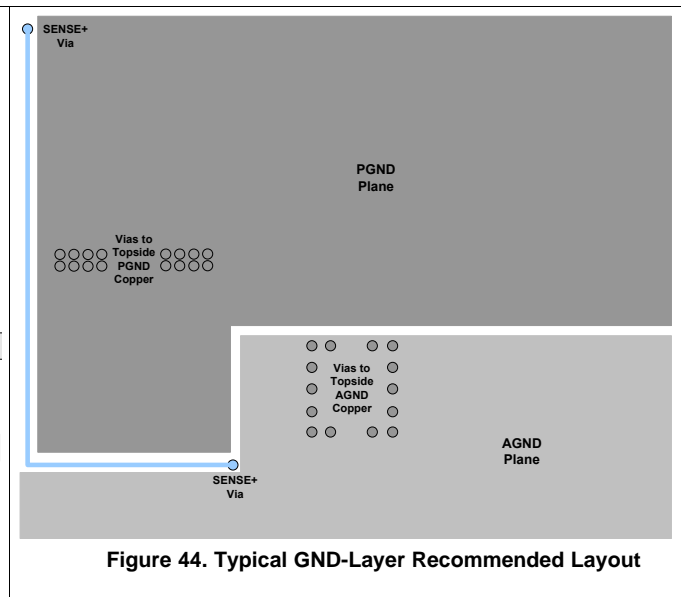 SENSE+
Via
PGND
Plane
Vias to
Topside
PGND
Copper
Vias to
Topside
AGND
Copper
AGND
Plane
SENSE+
Via
Figure 44. Typical GND-Layer Recommended Layout